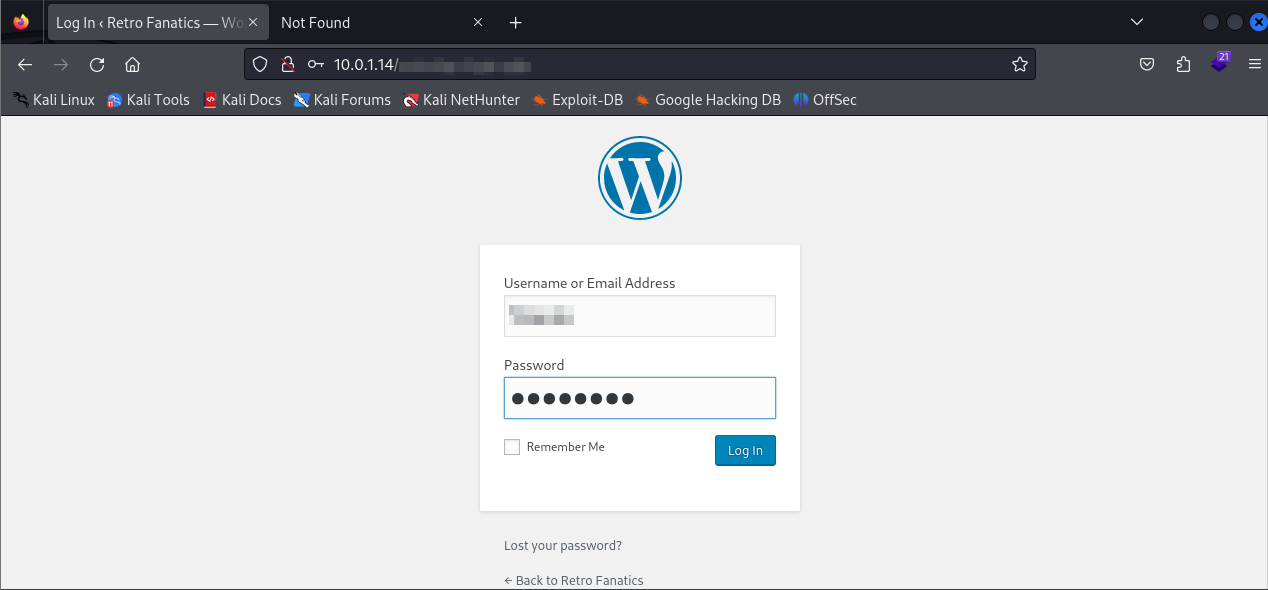 Log In ‹ Retro Fanatics — Wo
Not Found
10.0.1.14/
21
Kali Linux
Kali Tools
Kali Docs
Kali Forums
Kali NetHunter
Exploit-DB
Google Hacking DB
OffSec
W
Username or Email Address
Password
Remember Me
Log In
Lost your password?
← Back to Retro Fanatics